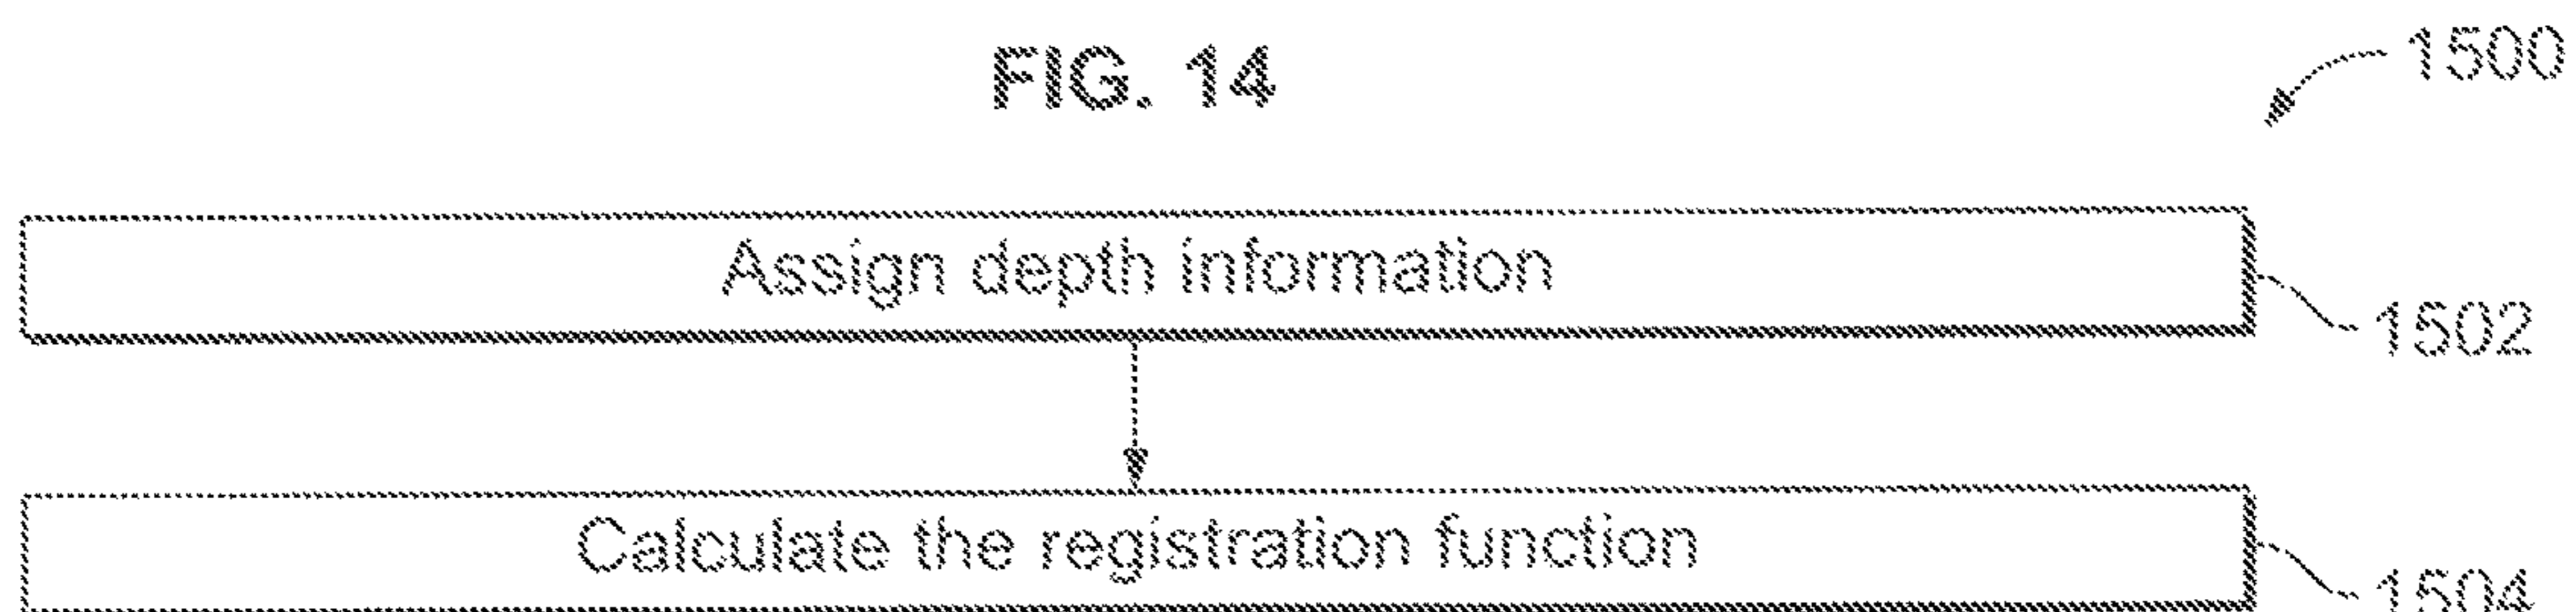 FIG. 14
1500
Assign depth information
1502
Calculate the registration function
1504